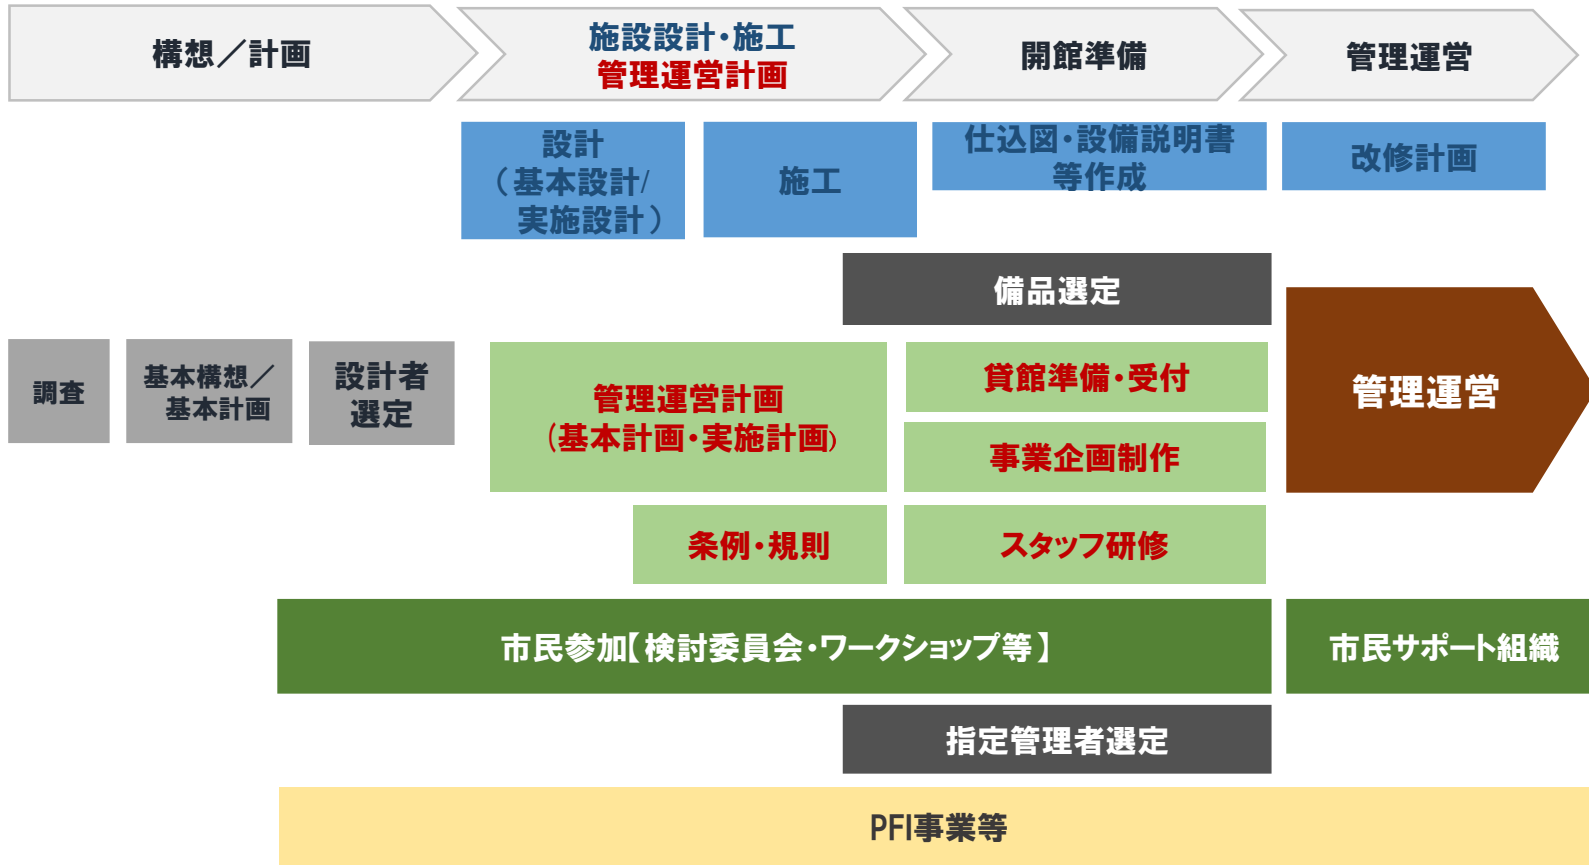 構想／計画
施設設計・施工
管理運営計画
開館準備
管理運営
設計
（基本設計/
実施設計）
施工
仕込図・設備説明書
等作成
改修計画
備品選定
調査
基本構想／
基本計画
設計者
選定
管理運営計画
(基本計画・実施計画)
貸館準備・受付
事業企画制作
管理運営
条例・規則
スタッフ研修
市民参加【検討委員会・ワークショップ等】
市民サポート組織
指定管理者選定
PFI事業等